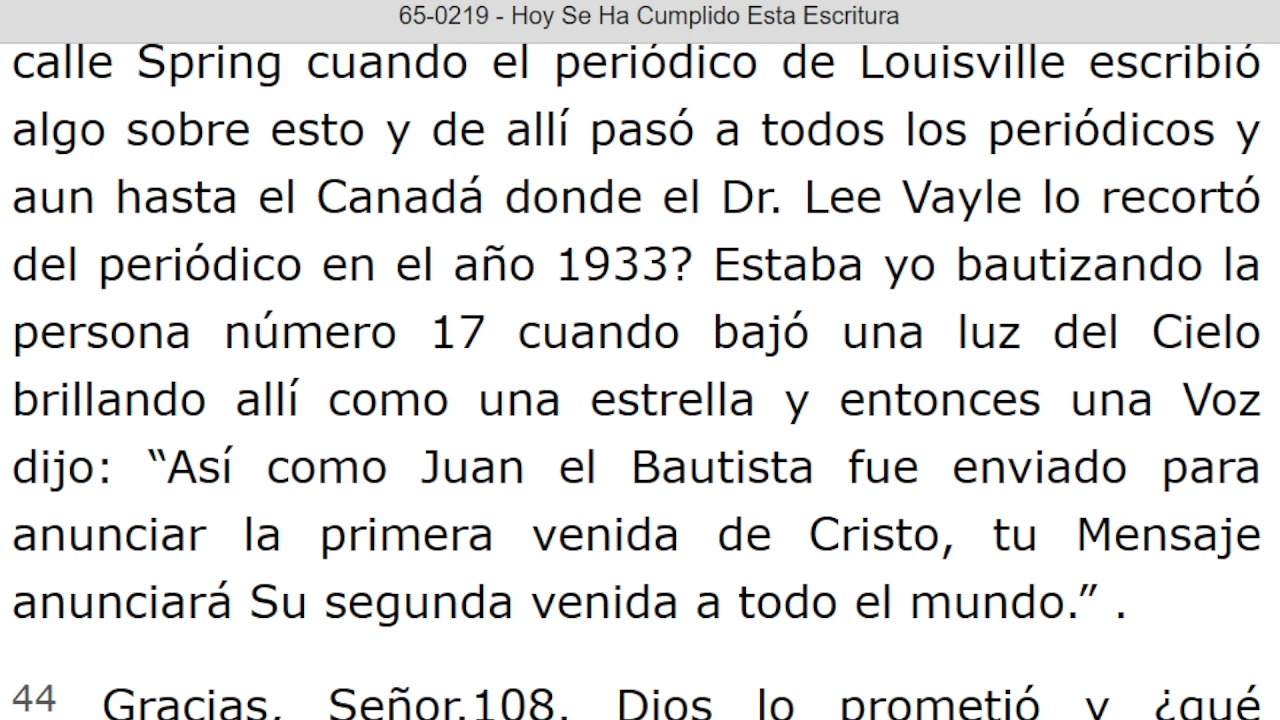 65-0219 - Hoy Se Ha Cumplido Esta Escritura
calle Spring cuando el periódico de Louisville escribió
algo sobre esto y de allí pasó a todos los periódicos y
aun hasta el Canadá donde el Dr. Lee Vayle lo recortó
del periódico en el año 1933? Estaba yo bautizando la
persona número 17 cuando bajó una luz del Cielo
brillando allí como una estrella y entonces una Voz
dijo: “Así como Juan el Bautista fue enviado para
anunciar la primera venida de Cristo, tu Mensaje
anunciará Su segunda venida a todo el mundo.” .
44 Gracias, Señor.108. Dios lo prometió y ¿qué